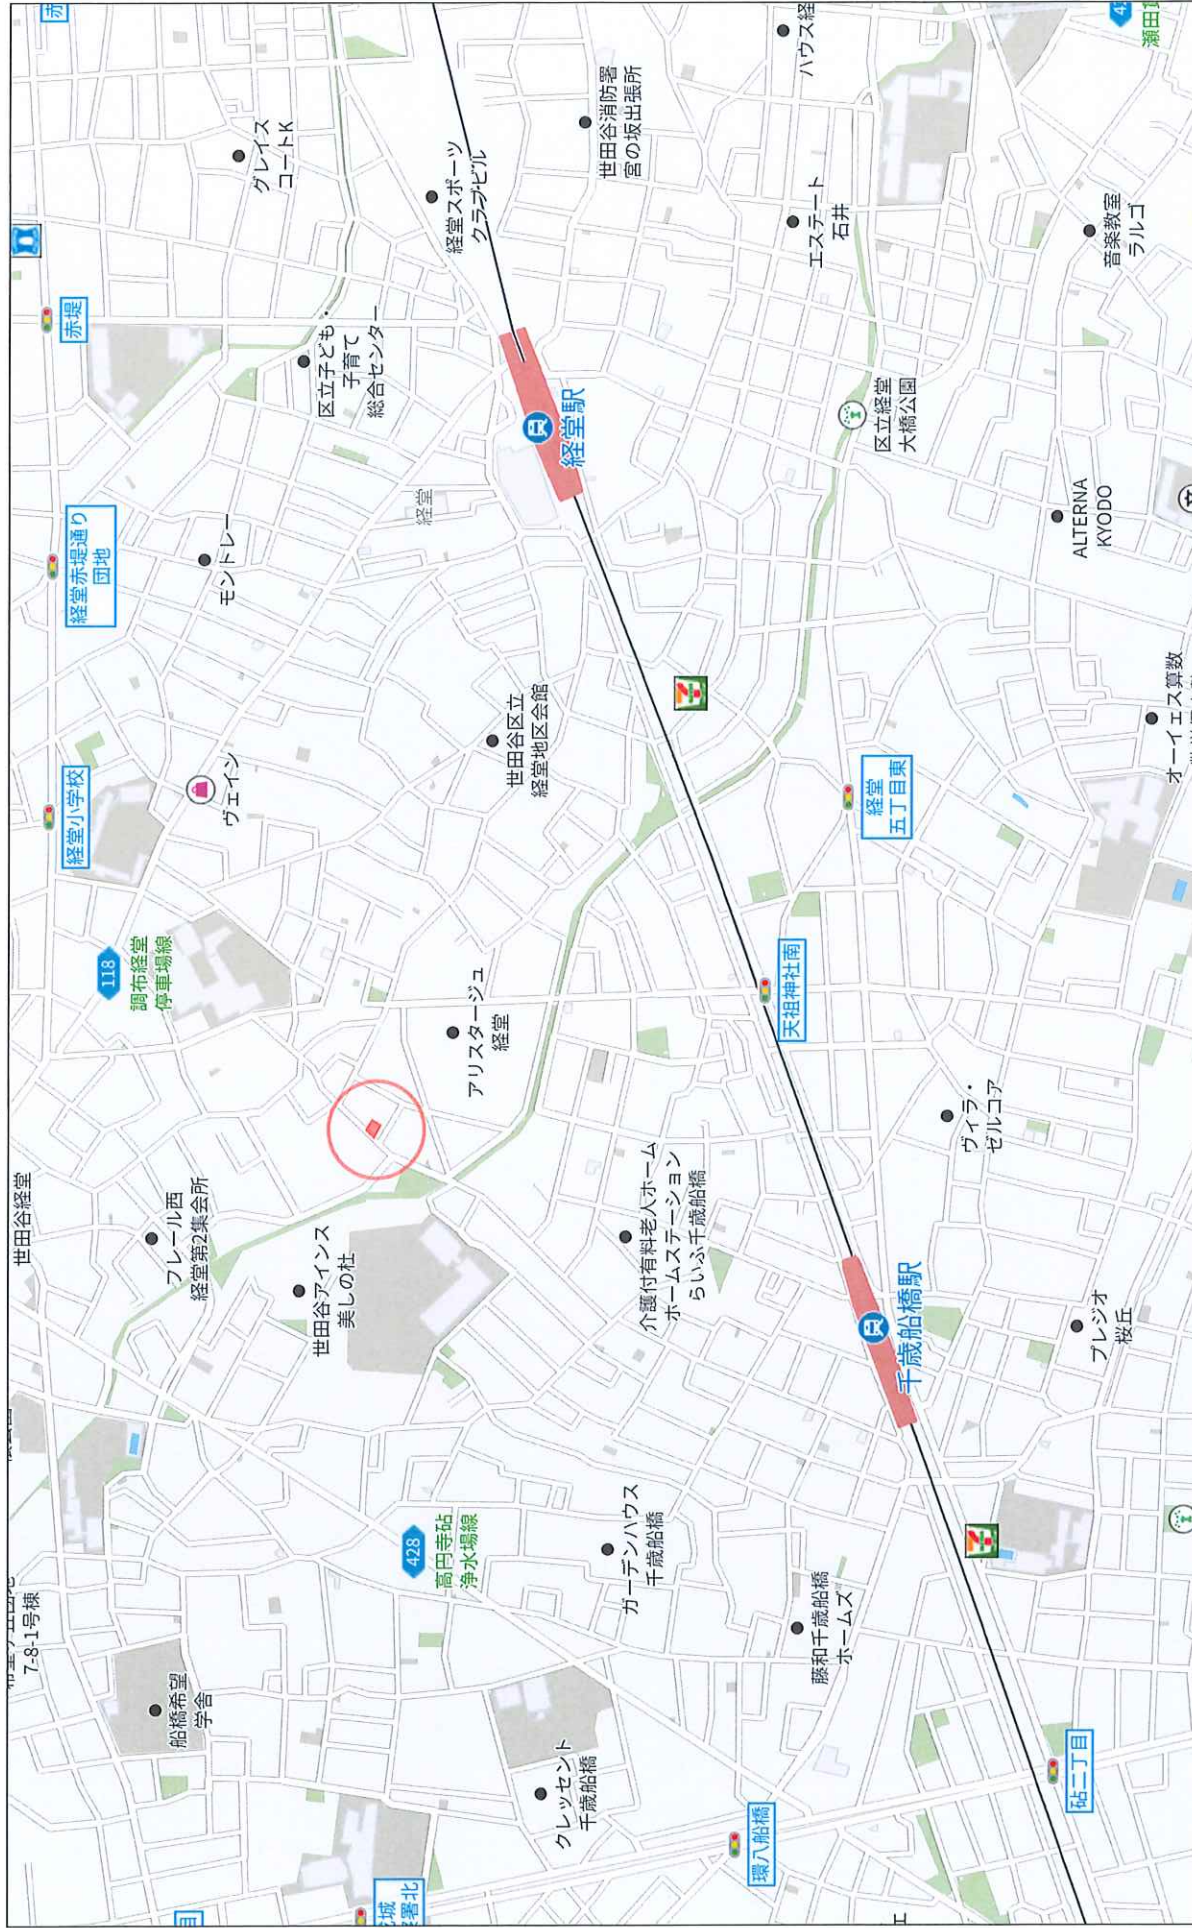 7-8-1号棟
世田谷経堂
赤堤
経堂赤堤通り
団地
経堂小学校
118
調布経堂
停車場線
船橋希望
学舎
フレール西
経堂第2集会所
ヴェイン
モントレー
グレイス
コートK
世田谷アインス
美しの杜
区立子ども・
子育て
総合センター
経堂
428
高円寺砧
浄水場線
アリスタージュ
経堂
経堂スポーツ
クラブビル
世田谷区立
経堂地区会館
経堂駅
クレッセント
千歳船橋
ガーデンハウス
千歳船橋
介護付有料老人ホーム
ホームステーション
らいふ千歳船橋
世田谷消防署
宮の坂出張所
7
環八船橋
天祖神社南
藤和千歳船橋
ホームズ
エステート
石井
千歳船橋駅
経堂
五丁目東
区立経堂
大橋公園
7
ヴィラ・
ゼルコア
砧二丁目
プレジオ
桜丘
ALTERNA
KYODO
音楽教室
ラルゴ
オーイエス算数